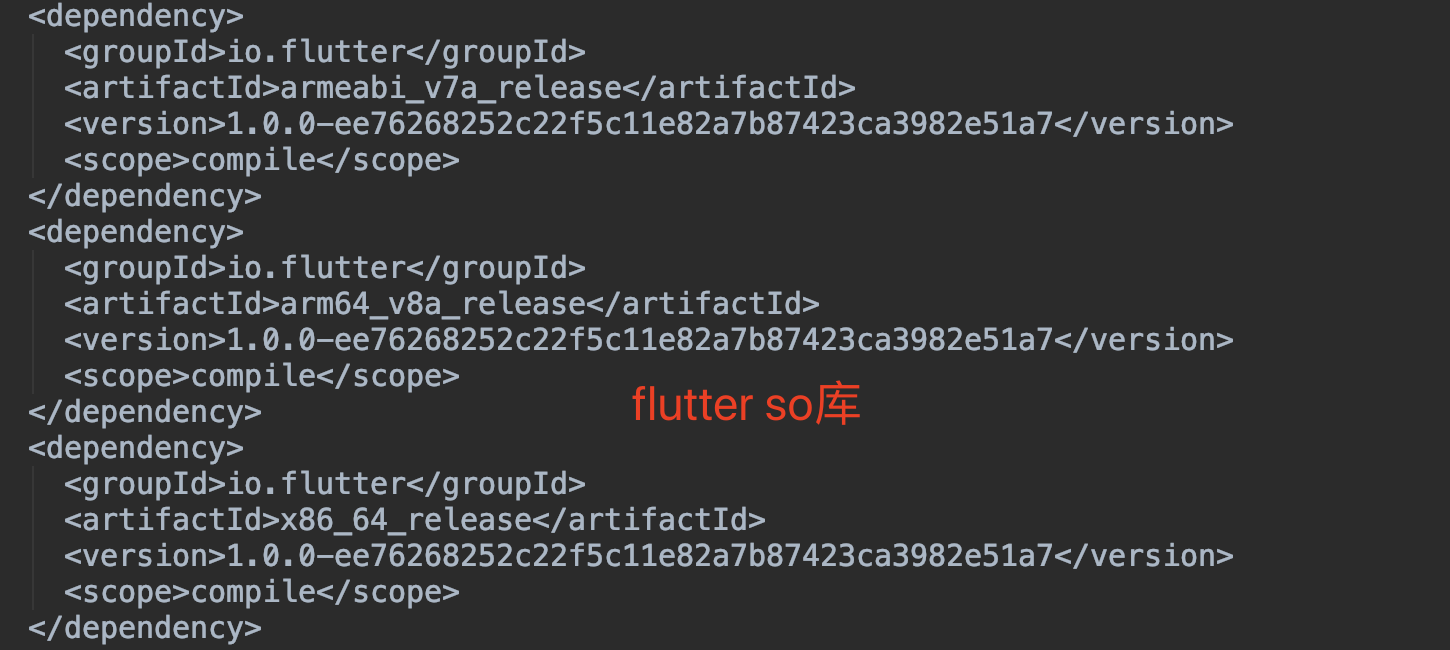 <dependency>
<groupId>io.flutter</groupId>
<artifactId>armeabi_v7a_release</artifactId>
<version>1.0.0-ee76268252c22f5c11e82a7b87423ca3982e51a7</version>
<scope>compile</scope>
</dependency>
<dependency>
<groupId>io.flutter</groupId>
<artifactId>arm64_v8a_release</artifactId>
<version>1.0.0-ee76268252c22f5c11e82a7b87423ca3982e51a7</version>
<scope>compile</scope>
flutter so库
</dependency>
<dependency>
<groupId>io.flutter</groupId>
<artifactId>x86_64_release</artifactId>
<version>1.0.0-ee76268252c22f5c11e82a7b87423ca3982e51a7</version>
<scope>compile</scope>
</dependency>